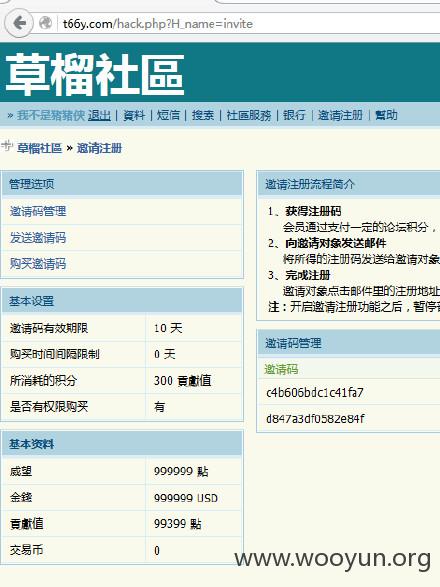 t66y.com/hack.php?H_name=invite
草榴社區
» 我不是猪猪侠 退出 | 資料 | 短信 | 搜索 | 社區服務 | 银行 | 邀请注册 | 幫助
草榴社區 » 邀请注册
管理选项
邀请码管理
发送邀请码
购买邀请码
基本设置
邀请码有效期限 10 天
购买时间间隔限制 0 天
所消耗的积分 300 貢獻值
是否有权限购买 有
基本资料
威望 999999 點
金錢 999998 USD
貢獻值 99399 點
交易币 0
邀请注册流程简介
1、获得注册码
会员通过支付一定的论坛积分，
2、向邀请对象发送邮件
将所得的注册码发送给邀请对象
3、完成注册
邀请对象点击邮件里的注册地址
注：开启邀请注册功能之后，暂停
邀请码管理
邀请码
c4b606bdc1c41fa7
d847a3df0582e84f
www.wooyun.org